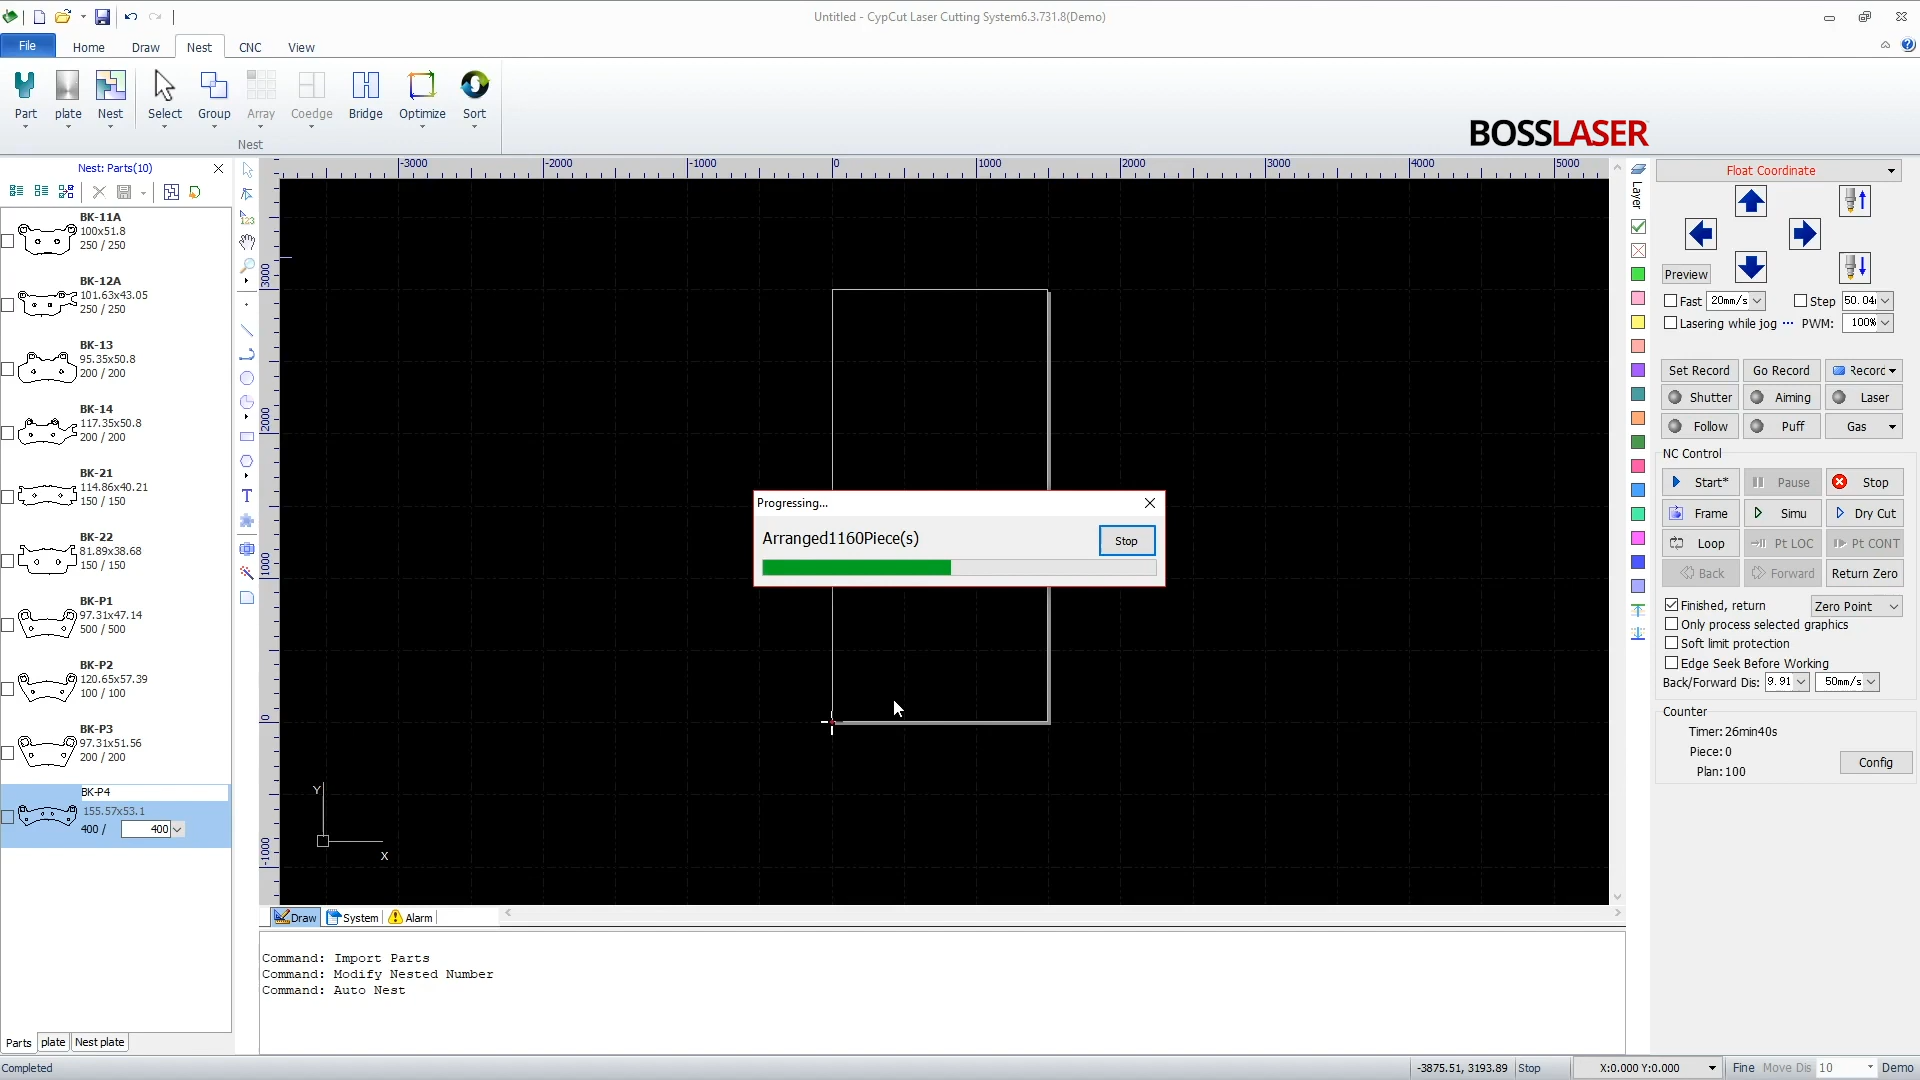 Untitled - CypCut Laser Cutting System6.3.731.8(Demo)
File Home Draw Nest CNC View
Part plate Nest Select Group Array Coedge Bridge Optimize Sort
Nest
BOSSLASER
Nest: Parts(10)
BK-11A
100x51.8
250 / 250
BK-12A
101.63x43.05
250 / 250
BK-13
95.35x50.8
200 / 200
BK-14
117.35x50.8
200 / 200
BK-21
114.86x40.21
150 / 150
BK-22
81.89x38.68
150 / 150
BK-P1
97.31x47.14
500 / 500
BK-P2
120.65x57.39
100 / 100
BK-P3
97.31x51.56
200 / 200
BK-P4
155.57x53.1
400 / 400
Parts plate Nest plate
123
T
-3000 -2000 -1000 0 1000 2000 3000 4000 5000
3000
2000
1000
0
-1000
Y
X
Progressing...
Arranged1160Piece(s)
Stop
Draw System Alarm
Command: Import Parts
Command: Modify Nested Number
Command: Auto Nest
Layer
Float Coordinate
Preview
Fast 20mm/s Step 50.04
Lasering while jog PWM: 100%
Set Record Go Record Record
Shutter Aiming Laser
Follow Puff Gas
NC Control
Start* Pause Stop
Frame Simu Dry Cut
Loop Pt LOC Pt CONT
Back Forward Return Zero
Finished, return Zero Point
Only process selected graphics
Soft limit protection
Edge Seek Before Working
Back/Forward Dis: 9.91 50mm/s
Counter
Timer: 26min40s
Piece: 0
Plan: 100
Config
Completed
-3875.51, 3193.89 Stop X:0.000 Y:0.000 Fine Move Dis 10 Demo